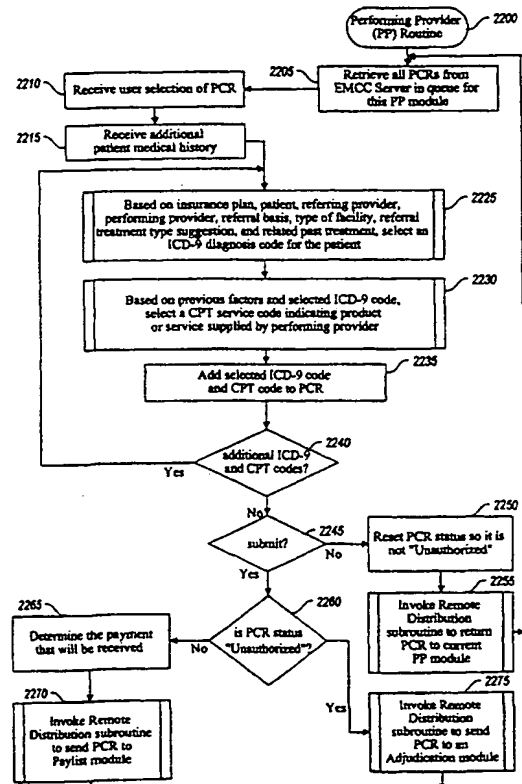 Performing Provider
(PP) Routine
2200
2205
Retrieve all PCRs from
EMCC Server in queue for
this PP module
2210
Receive user selection of PCR
2215
Receive additional
patient medical history
2225
Based on insurance plan, patient, referring provider,
performing provider, referral basis, type of facility, referral
treatment type suggestion, and related past treatment, select an
ICD-9 diagnosis code for the patient
2230
Based on previous factors and selected ICD-9 code,
select a CPT service code indicating product
or service supplied by performing provider
2235
Add selected ICD-9 code
and CPT code to PCR
2240
additional ICD-9
and CPT codes?
Yes
No
2245
submit?
No
Yes
2250
Reset PCR status so it is
not "Unauthorized"
2255
Invoke Remote
Distribution
subroutine to return
PCR to current
PP module
2260
is PCR status
"Unauthorized"?
No
Yes
2265
Determine the payment
that will be received
2270
Invoke Remote
Distribution subroutine
to send PCR to
Paylist module
2275
Invoke Remote
Distribution
subroutine to send
PCR to an
Adjudication module